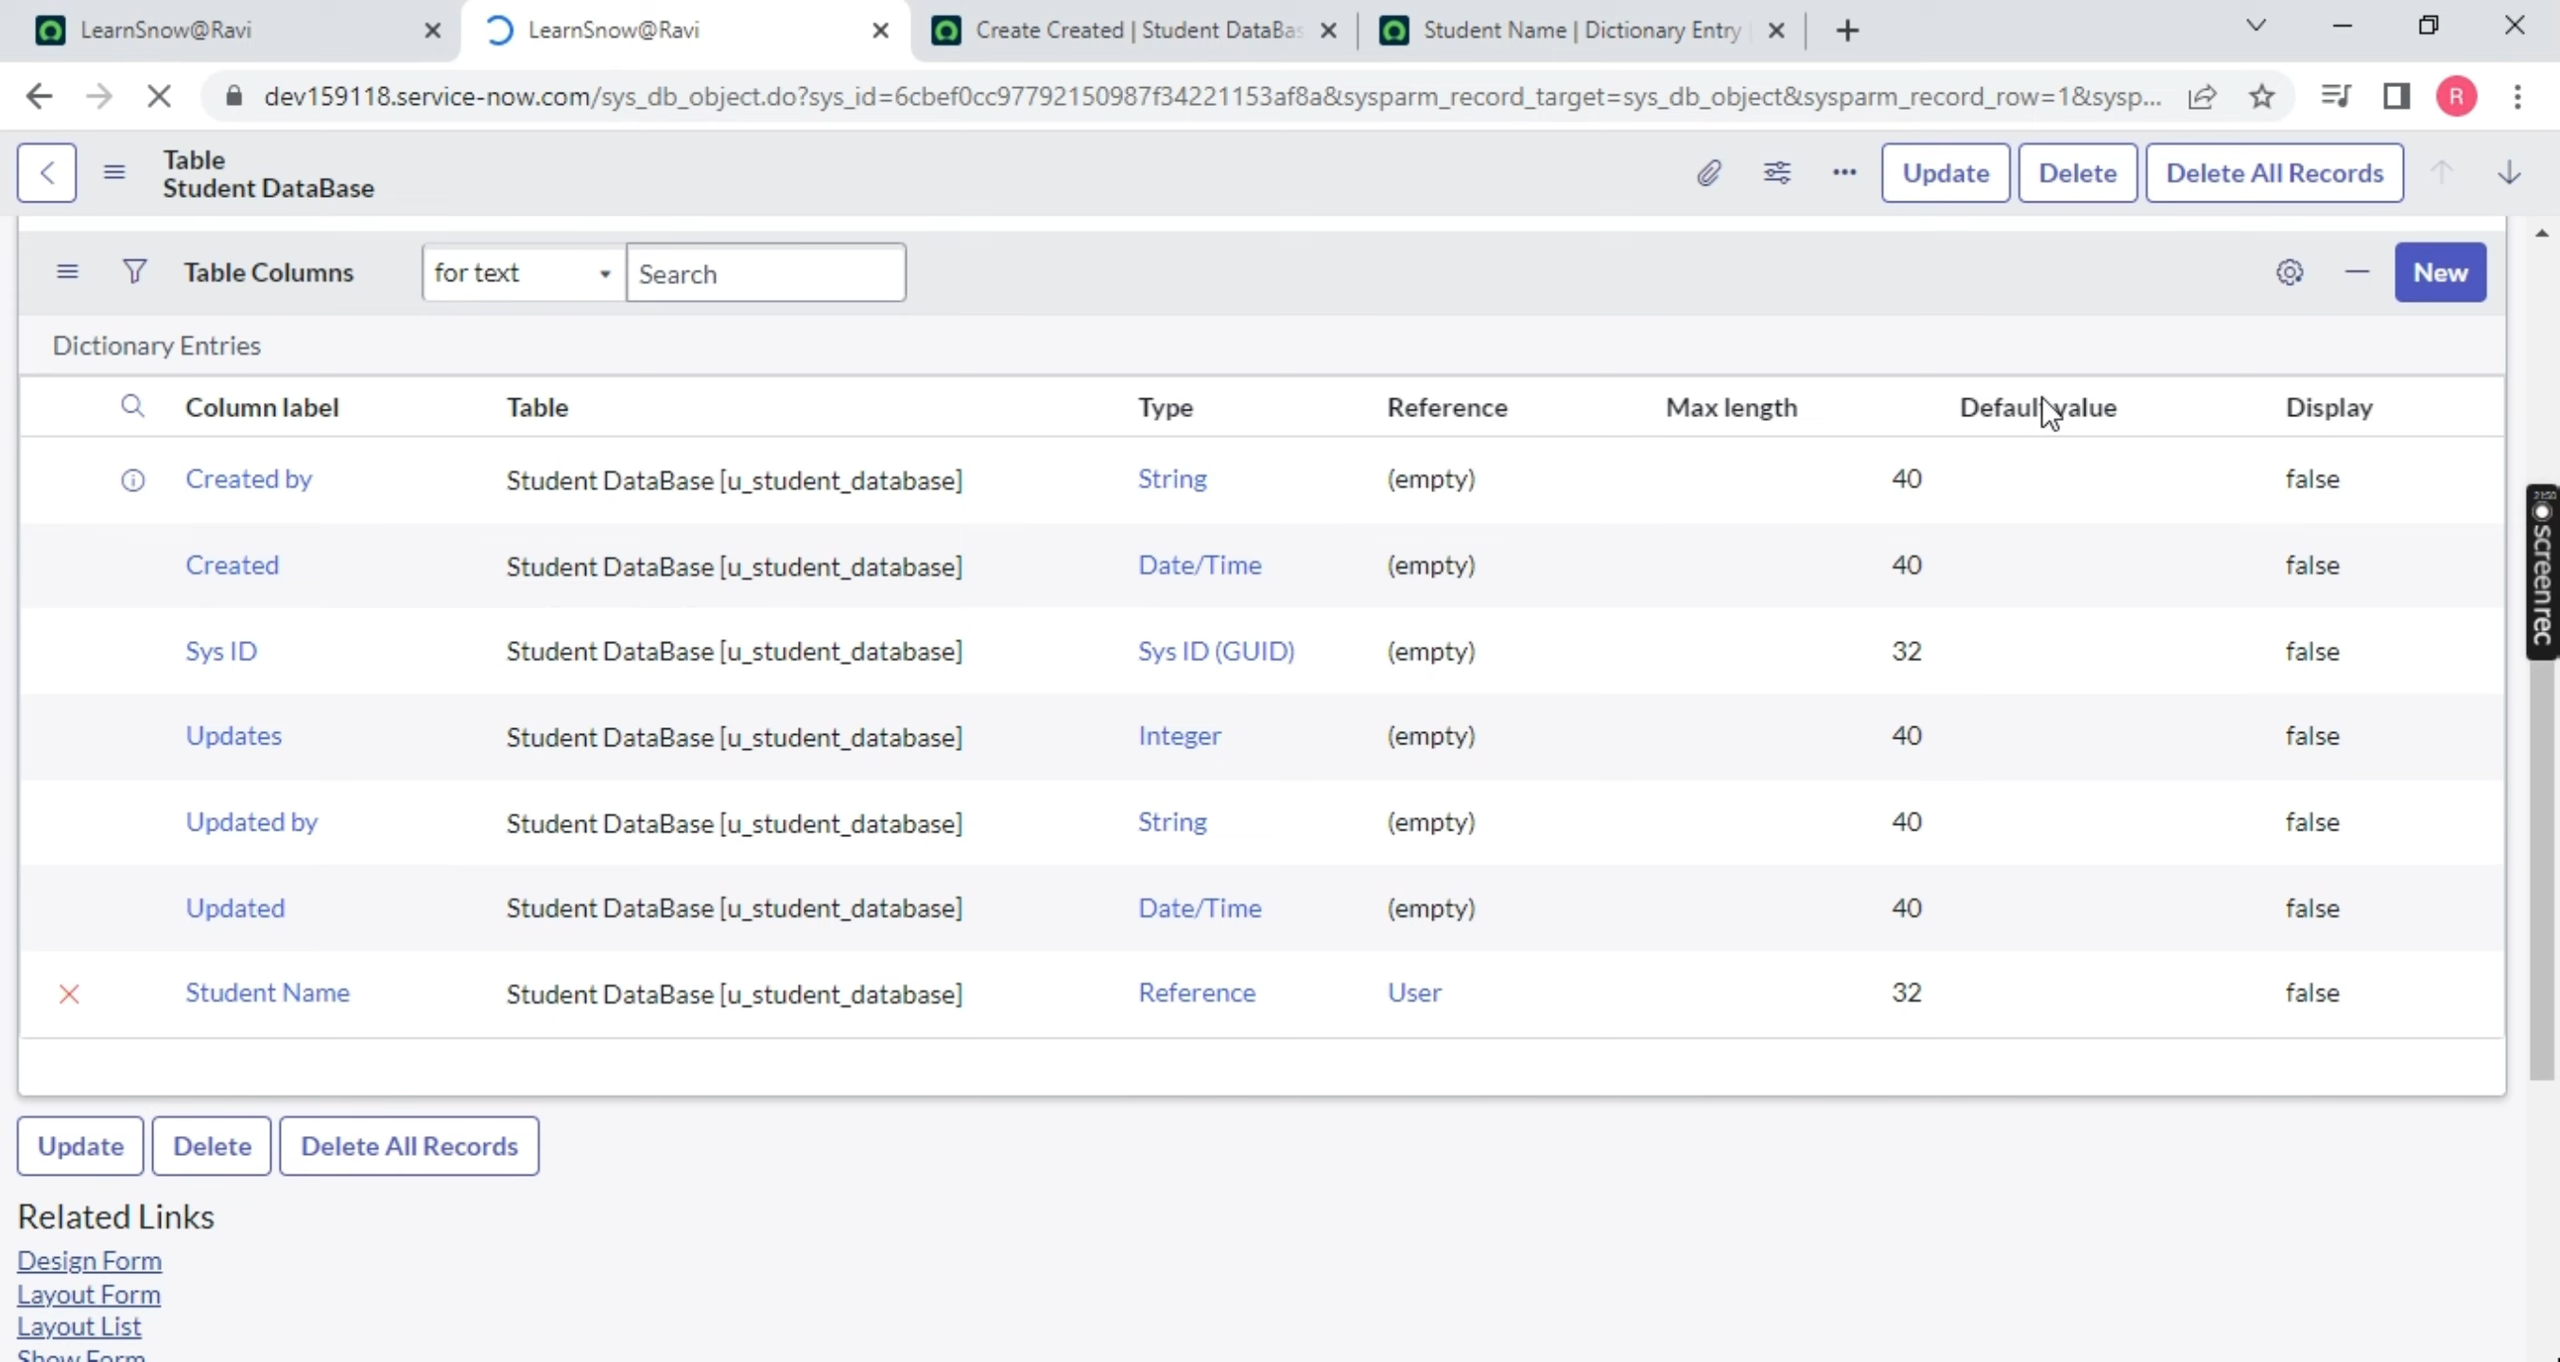 LearnSnow@Ravi
LearnSnow@Ravi
Create Created | Student DataBas
Student Name | Dictionary Entry
dev159118.service-now.com/sys_db_object.do?sys_id=6cbef0cc97792150987f34221153af8a&sysparm_record_target=sys_db_object&sysparm_record_row=1&sysp...
R
Table
Student DataBase
Update
Delete
Delete All Records
Table Columns
for text
Search
New
Dictionary Entries
Column label Table Type Reference Max length Default value Display
Created by Student DataBase [u_student_database] String (empty) 40 false
Created Student DataBase [u_student_database] Date/Time (empty) 40 false
Sys ID Student DataBase [u_student_database] Sys ID (GUID) (empty) 32 false
Updates Student DataBase [u_student_database] Integer (empty) 40 false
Updated by Student DataBase [u_student_database] String (empty) 40 false
Updated Student DataBase [u_student_database] Date/Time (empty) 40 false
Student Name Student DataBase [u_student_database] Reference User 32 false
screenrec
Update
Delete
Delete All Records
Related Links
Design Form
Layout Form
Layout List
Show Form